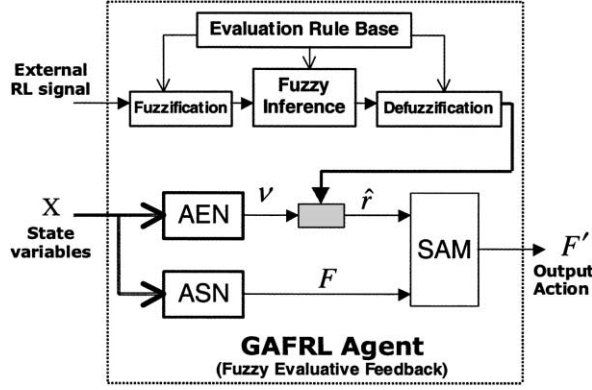 Evaluation Rule Base
External
RL signal
Fuzzification
Fuzzy
Inference
Defuzzification
X
State
variables
AEN
ν
r̂
SAM
F′
Output
Action
ASN
F
GAFRL Agent
(Fuzzy Evaluative Feedback)